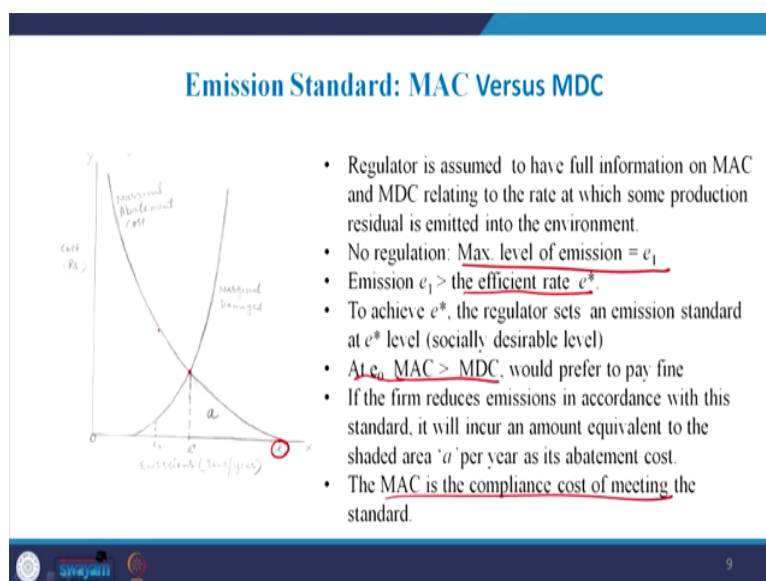 Emission Standard: MAC Versus MDC
y
Marginal
Abatement
Cost
Cost
(Rs)
Marginal
Damages
a
0
e₀
e*
e₁
x
Emissions (Tons/year)
• Regulator is assumed to have full information on MAC
and MDC relating to the rate at which some production
residual is emitted into the environment.
• No regulation: Max. level of emission = e₁
• Emission e₁ > the efficient rate e*.
• To achieve e*, the regulator sets an emission standard
at e* level (socially desirable level)
• At e₀ MAC > MDC, would prefer to pay fine
• If the firm reduces emissions in accordance with this
standard, it will incur an amount equivalent to the
shaded area ‘a’ per year as its abatement cost.
• The MAC is the compliance cost of meeting the
standard.
swayam
9